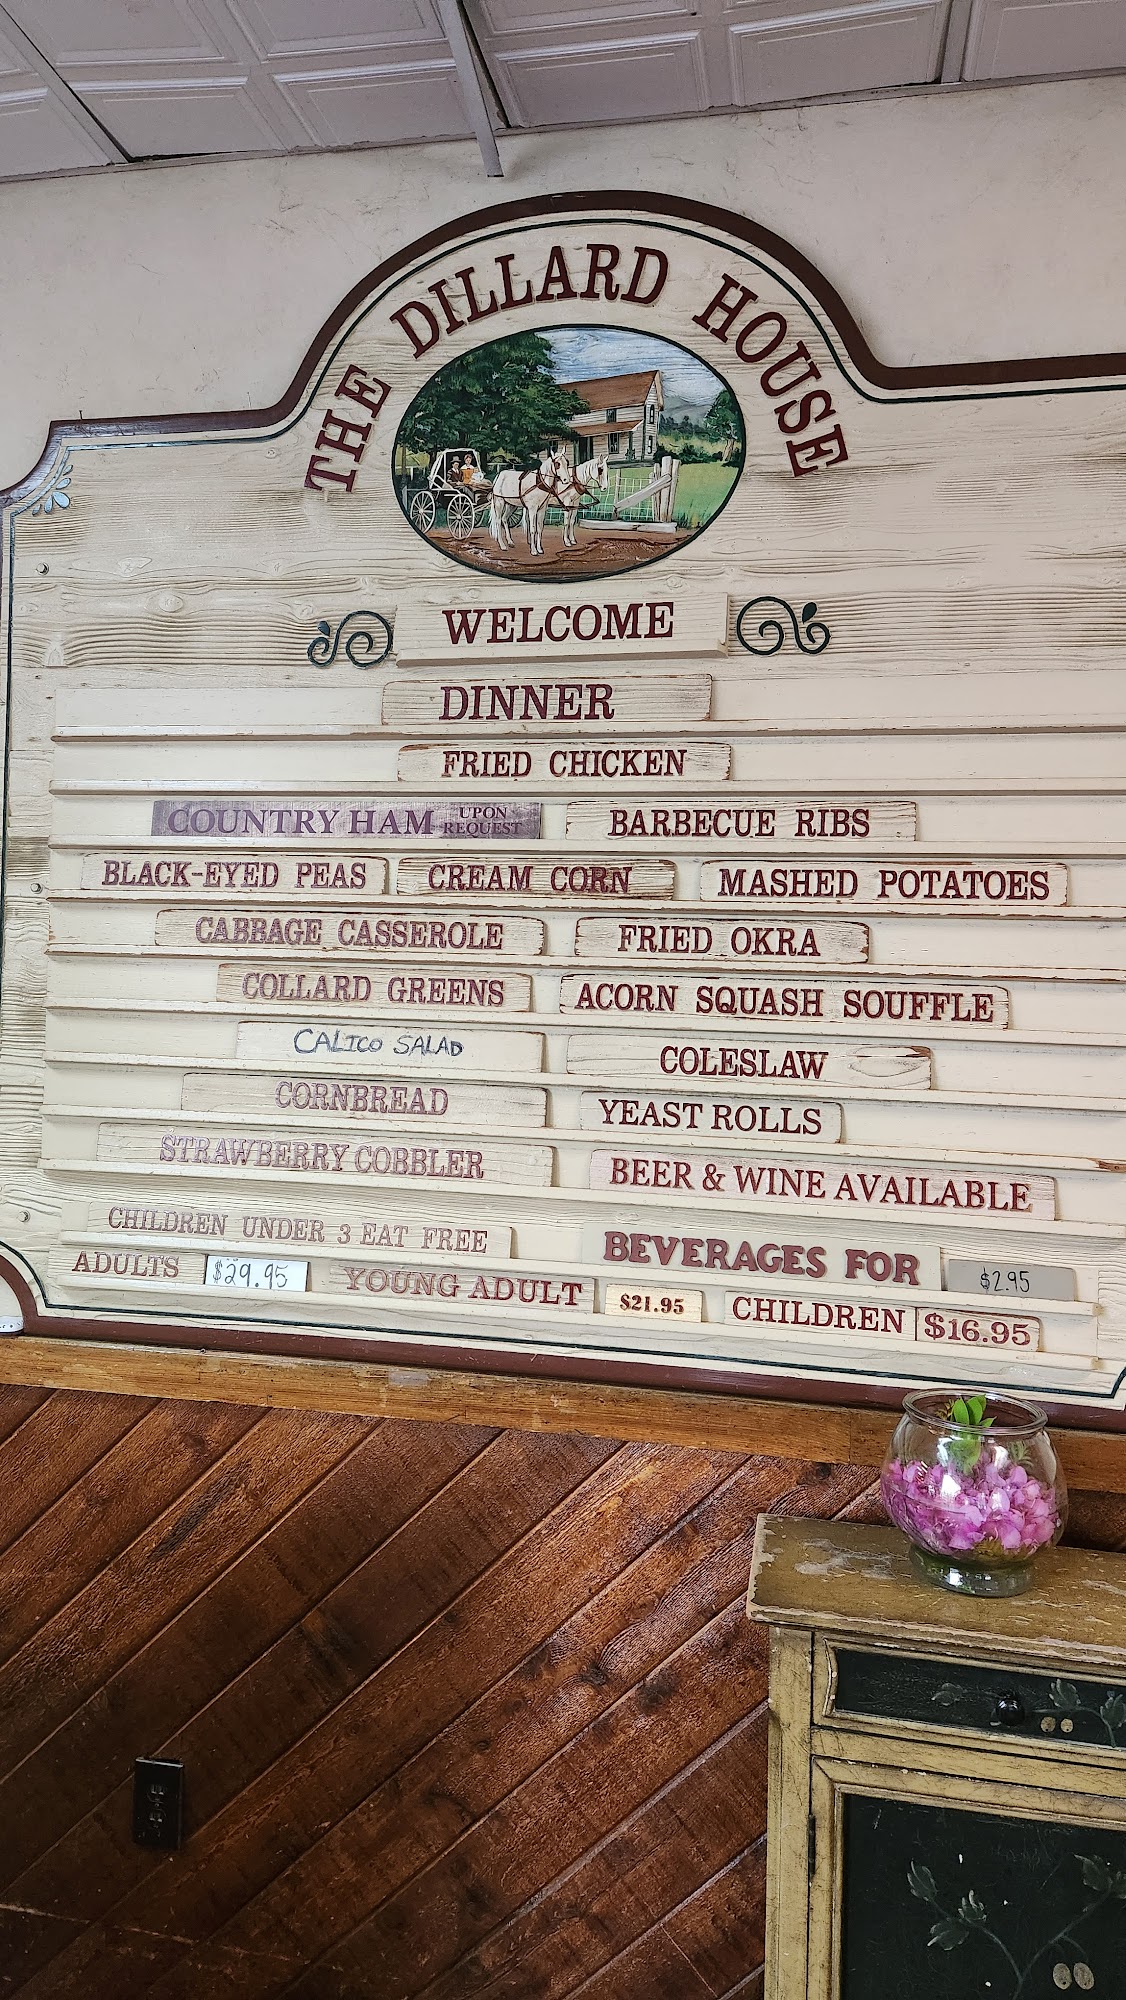 THE DILLARD HOUSE
WELCOME
DINNER
FRIED CHICKEN
COUNTRY HAM UPON REQUEST BARBECUE RIBS
BLACK-EYED PEAS CREAM CORN MASHED POTATOES
CABBAGE CASSEROLE FRIED OKRA
COLLARD GREENS ACORN SQUASH SOUFFLE
CALICO SALAD COLESLAW
CORNBREAD YEAST ROLLS
STRAWBERRY COBBLER BEER & WINE AVAILABLE
CHILDREN UNDER 3 EAT FREE BEVERAGES FOR $2.95
ADULTS $29.95 YOUNG ADULT $21.95 CHILDREN $16.95